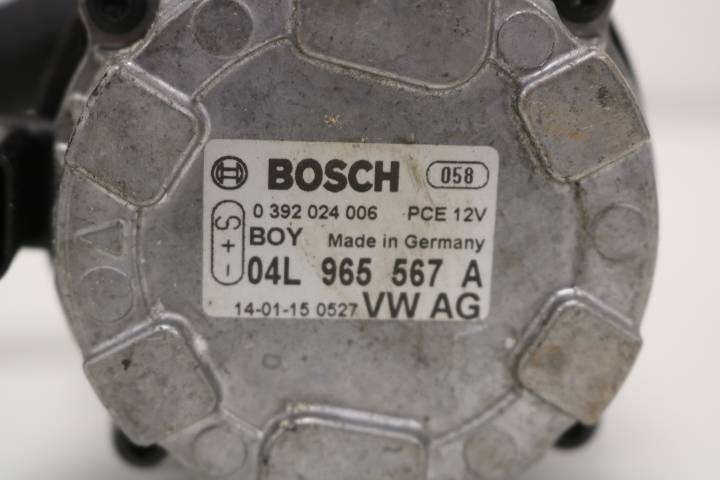 BOSCH 058
0 392 024 006 PCE 12V
S + -
BOY Made in Germany
04L 965 567 A
14-01-15 0527 VW AG